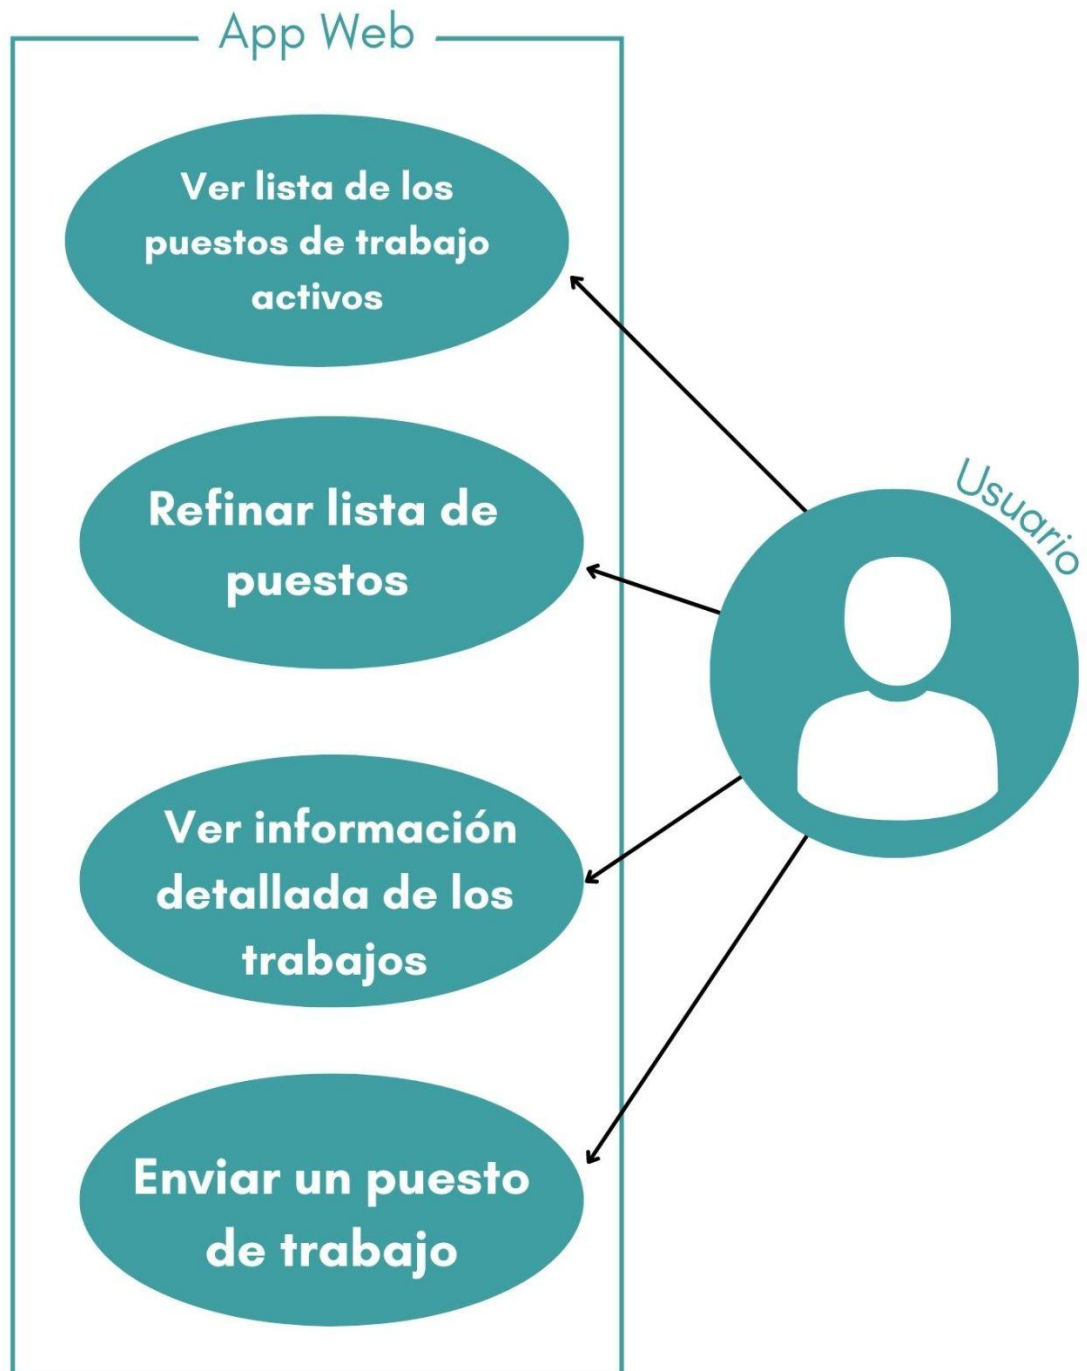 App Web
Ver lista de los
puestos de trabajo
activos
Refinar lista de
puestos
Usuario
Ver información
detallada de los
trabajos
Enviar un puesto
de trabajo